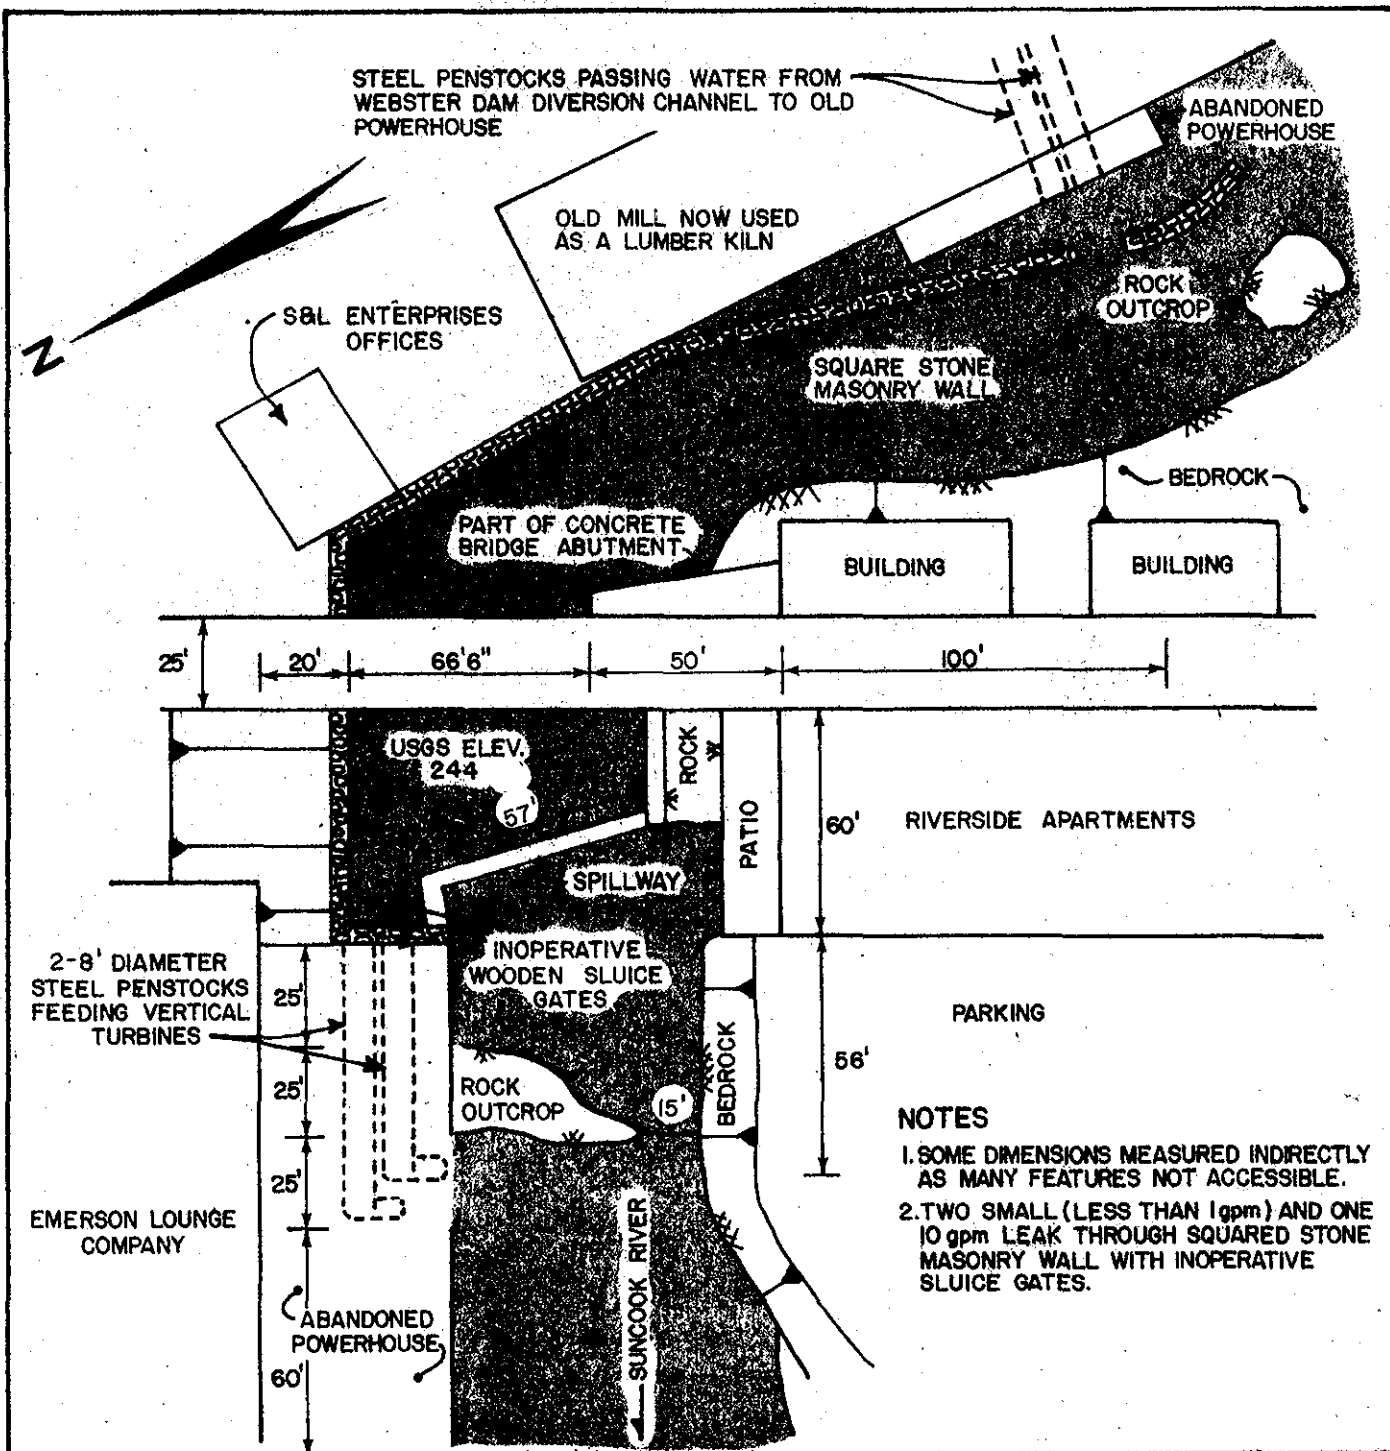 STEEL PENSTOCKS PASSING WATER FROM
WEBSTER DAM DIVERSION CHANNEL TO OLD
POWERHOUSE
ABANDONED
POWERHOUSE
OLD MILL NOW USED
AS A LUMBER KILN
N
S&L ENTERPRISES
OFFICES
ROCK
OUTCROP
SQUARE STONE
MASONRY WALL
BEDROCK
PART OF CONCRETE
BRIDGE ABUTMENT
BUILDING
BUILDING
25'
20'
66'6"
50'
100'
USGS ELEV.
244
57'
ROCK
PATIO
60'
RIVERSIDE APARTMENTS
SPILLWAY
INOPERATIVE
WOODEN SLUICE
GATES
2-8' DIAMETER
STEEL PENSTOCKS
FEEDING VERTICAL
TURBINES
25'
25'
25'
PARKING
56'
BEDROCK
ROCK
OUTCROP
15'
NOTES
1. SOME DIMENSIONS MEASURED INDIRECTLY
AS MANY FEATURES NOT ACCESSIBLE.
2. TWO SMALL (LESS THAN 1gpm) AND ONE
10 gpm LEAK THROUGH SQUARED STONE
MASONRY WALL WITH INOPERATIVE
SLUICE GATES.
EMERSON LOUNGE
COMPANY
SUNCOOK RIVER
ABANDONED
POWERHOUSE
60'